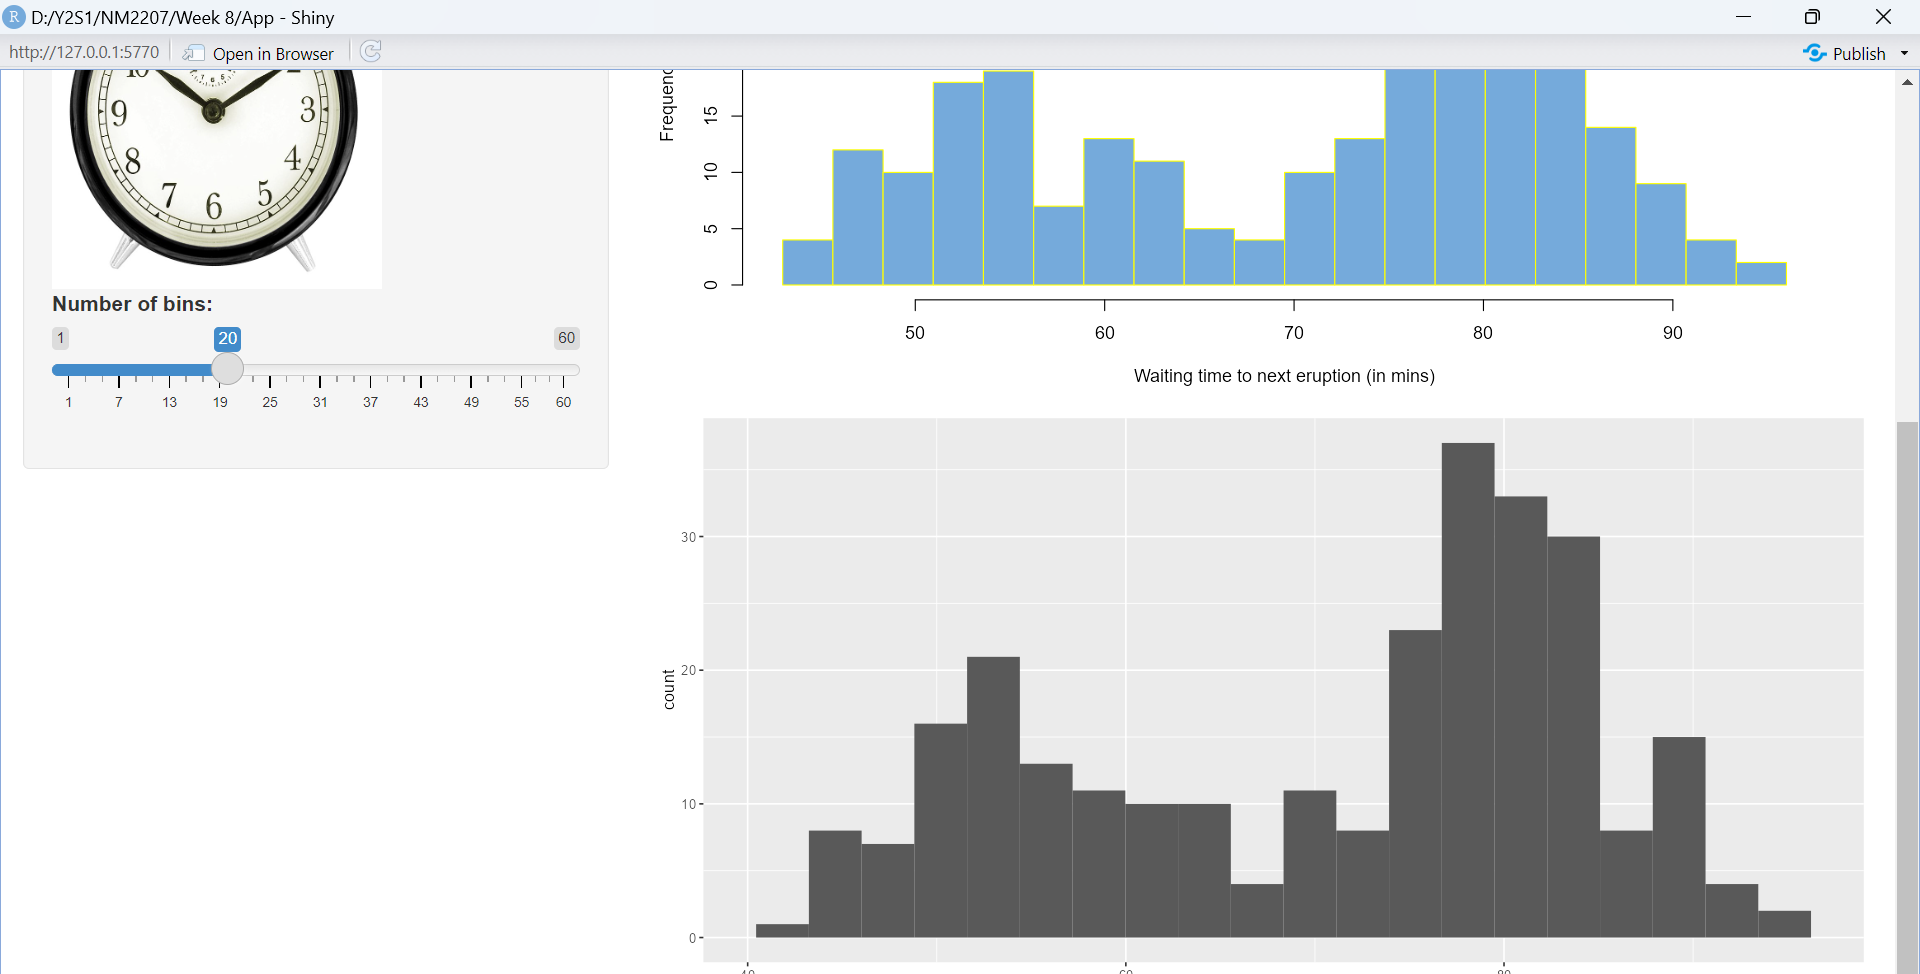 R D:/Y2S1/NM2207/Week 8/App - Shiny
http://127.0.0.1:5770 Open in Browser Publish
10 2
9 3
8 4
7 6 5
Number of bins:
1 20 60
1 7 13 19 25 31 37 43 49 55 60
15
10
5
0
50 60 70 80 90
Waiting time to next eruption (in mins)
count
30
20
10
0